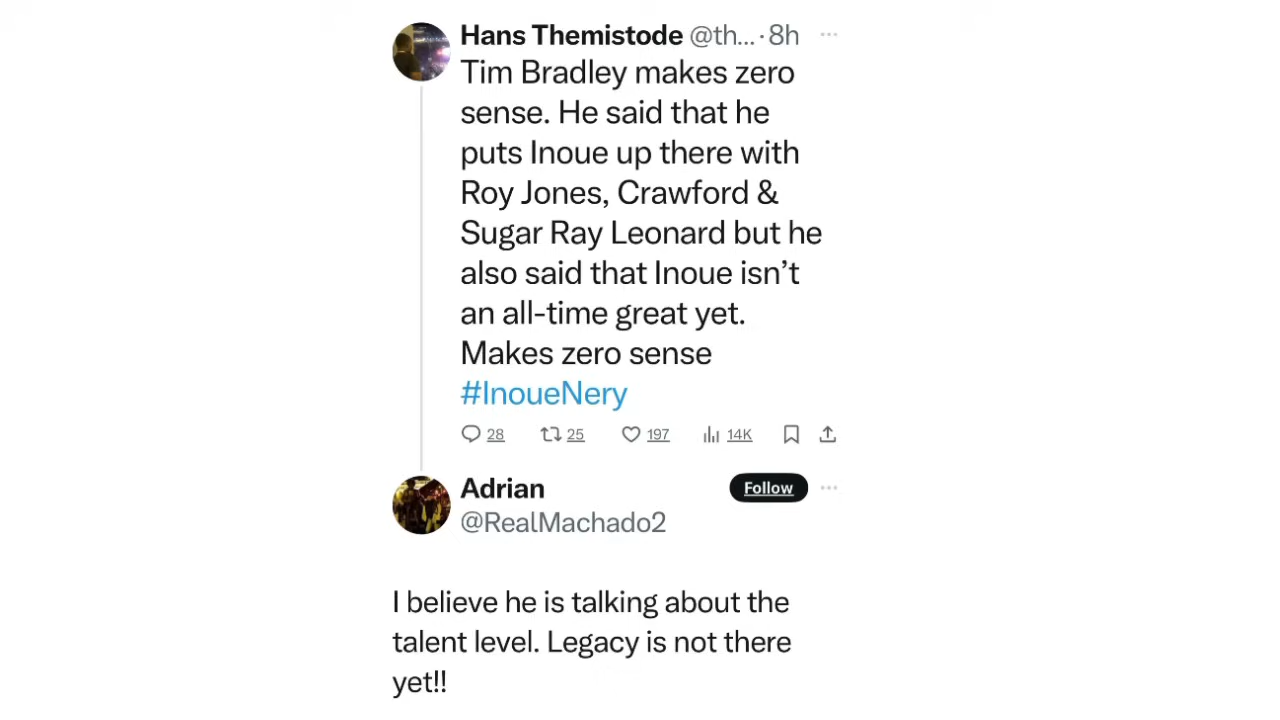 Hans Themistode @th... · 8h
Tim Bradley makes zero
sense. He said that he
puts Inoue up there with
Roy Jones, Crawford &
Sugar Ray Leonard but he
also said that Inoue isn’t
an all-time great yet.
Makes zero sense
#InoueNery
28 25 197 14K
Adrian Follow
@RealMachado2
I believe he is talking about the
talent level. Legacy is not there
yet!!